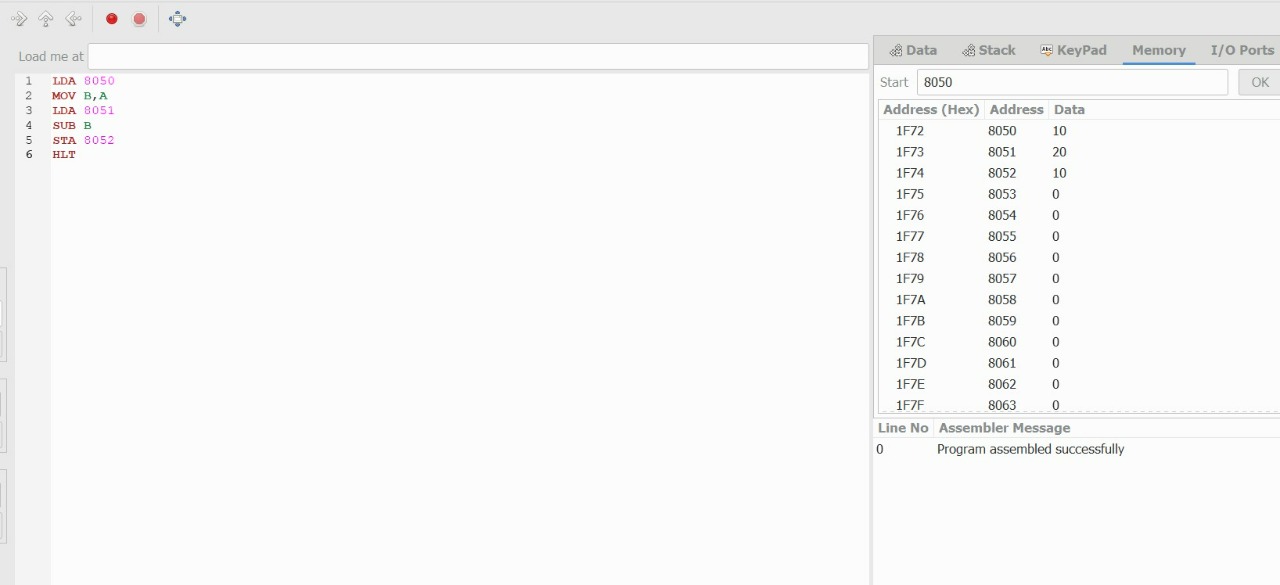 Load me at
1 LDA 8050
2 MOV B,A
3 LDA 8051
4 SUB B
5 STA 8052
6 HLT
Data Stack Abc KeyPad Memory I/O Ports
Start 8050 OK
Address (Hex) Address Data
1F72 8050 10
1F73 8051 20
1F74 8052 10
1F75 8053 0
1F76 8054 0
1F77 8055 0
1F78 8056 0
1F79 8057 0
1F7A 8058 0
1F7B 8059 0
1F7C 8060 0
1F7D 8061 0
1F7E 8062 0
1F7F 8063 0
Line No Assembler Message
0 Program assembled successfully